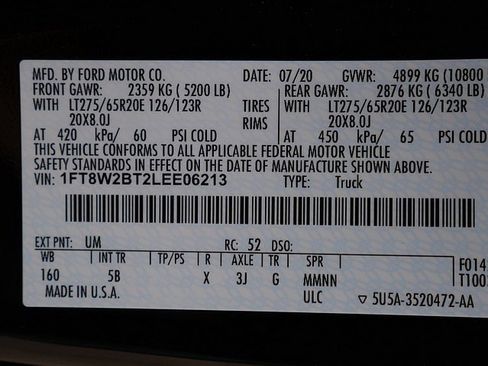 MFD. BY FORD MOTOR CO. DATE: 07/20 GVWR: 4899 KG (10800
FRONT GAWR: 2359 KG ( 5200 LB) REAR GAWR: 2876 KG ( 6340 LB)
WITH LT275/65R20E 126/123R TIRES WITH LT275/65R20E 126/123R
20X8.0J RIMS 20X8.0J
AT 420 kPa/ 60 PSI COLD AT 450 kPa/ 65 PSI COLD
THIS VEHICLE CONFORMS TO ALL APPLICABLE FEDERAL MOTOR VEHICLE
SAFETY STANDARDS IN EFFECT ON THE DATE OF MANUFACTURE SHOWN ABOVE.
VIN: 1FT8W2BT2LEE06213 TYPE: Truck
EXT PNT: UM RC: 52 DSO:
WB INT TR TP/PS R AXLE TR SPR F014
160 5B X 3J G MMNN
MADE IN U.S.A. ULC ▽ 5U5A-3520472-AA